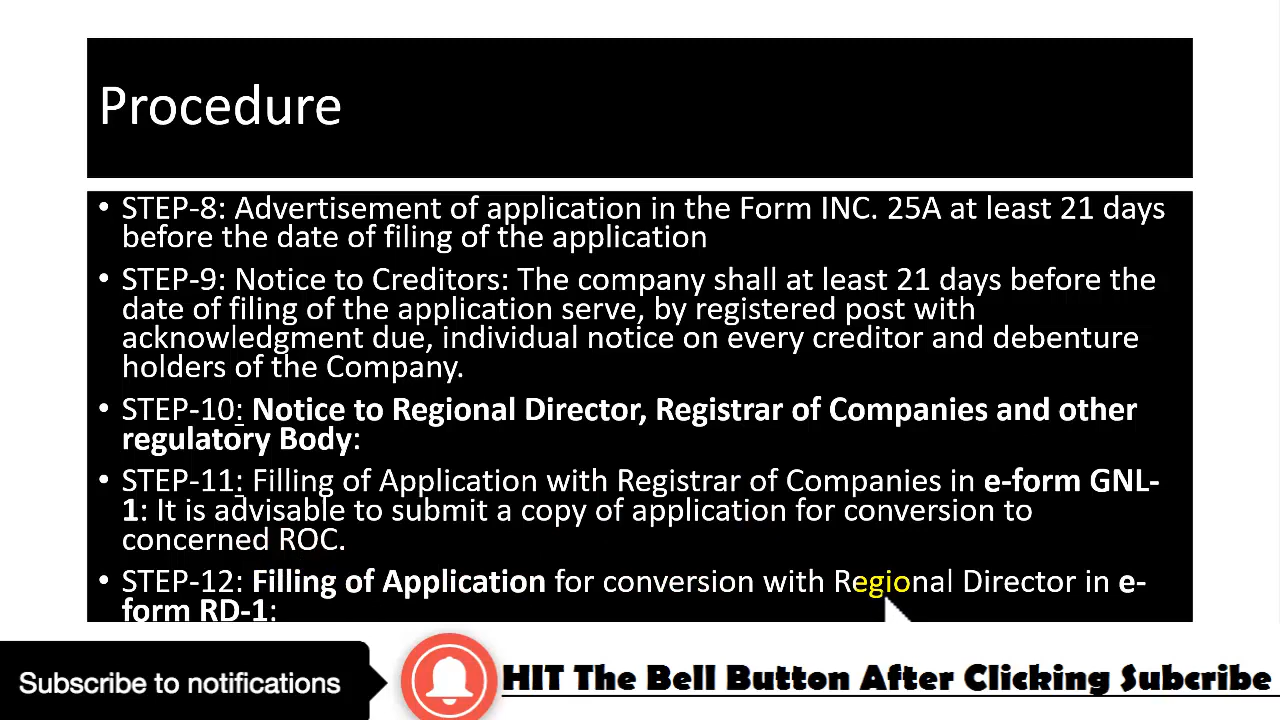 Procedure
• STEP-8: Advertisement of application in the Form INC. 25A at least 21 days
before the date of filing of the application
• STEP-9: Notice to Creditors: The company shall at least 21 days before the
date of filing of the application serve, by registered post with
acknowledgment due, individual notice on every creditor and debenture
holders of the Company.
• STEP-10: Notice to Regional Director, Registrar of Companies and other
regulatory Body:
• STEP-11: Filling of Application with Registrar of Companies in e-form GNL-
1: It is advisable to submit a copy of application for conversion to
concerned ROC.
• STEP-12: Filling of Application for conversion with Regional Director in e-
form RD-1:
Subscribe to notifications
HIT The Bell Button After Clicking Subcribe